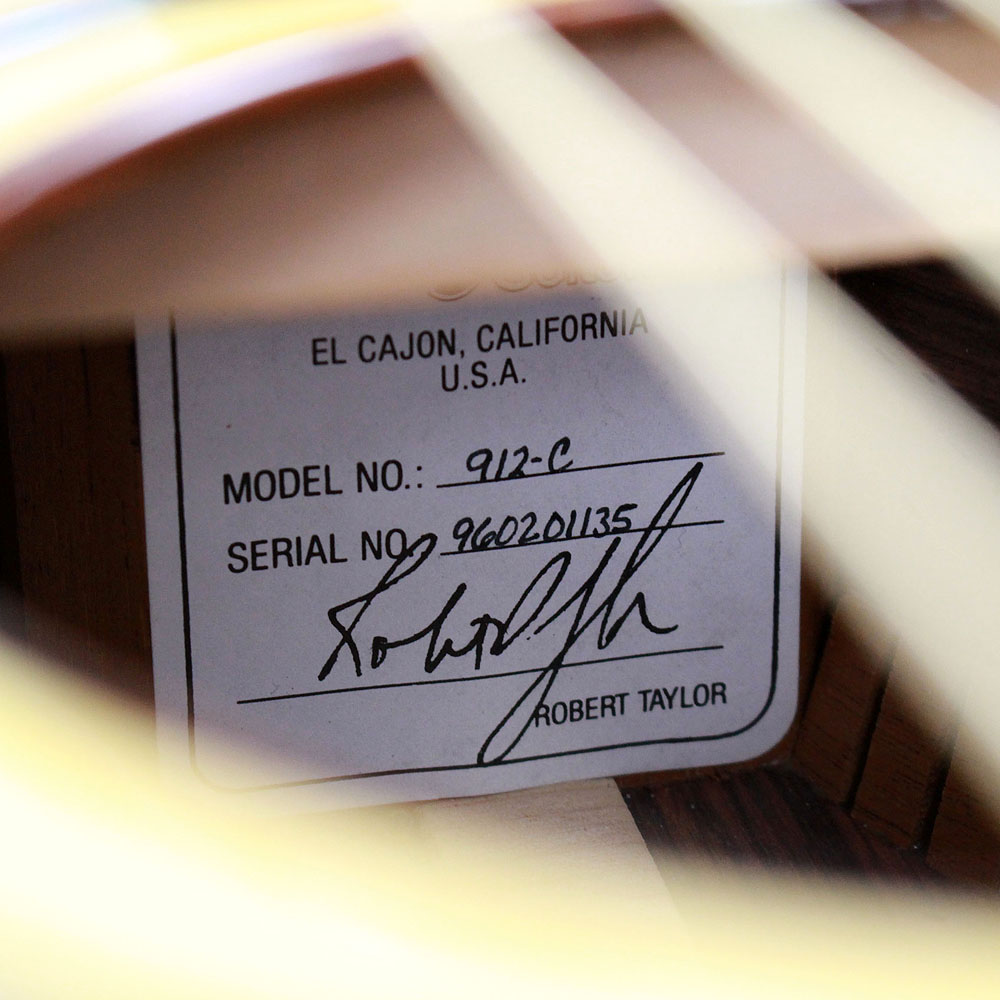 EL CAJON, CALIFORNIA
U.S.A.
MODEL NO.: 912-C
SERIAL NO. 960201135
ROBERT TAYLOR